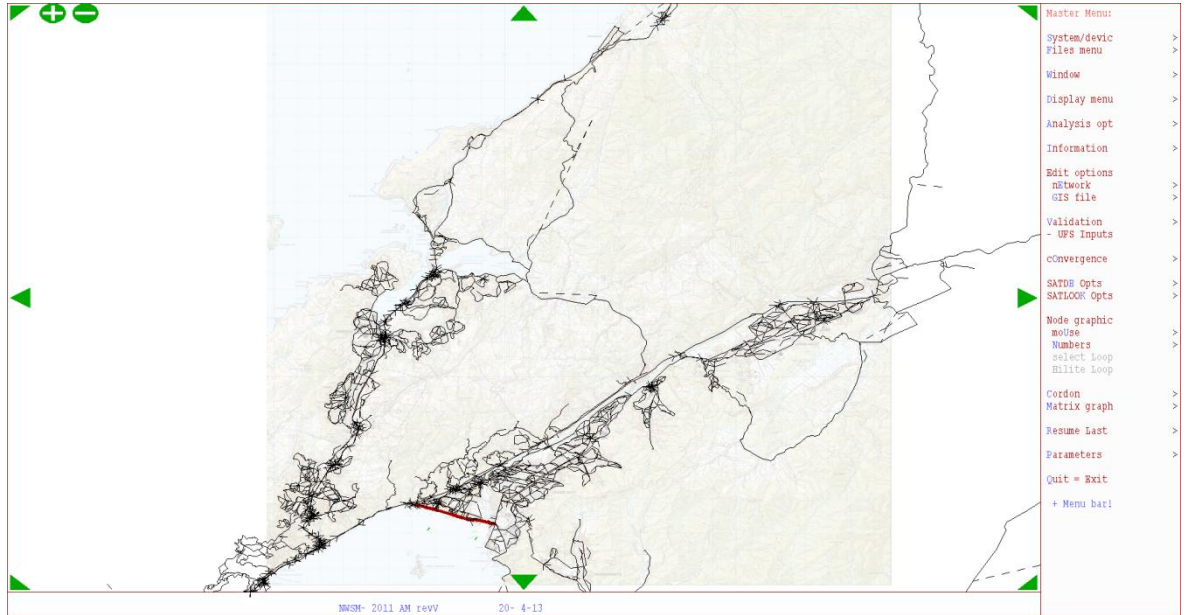 Master Menu:
System/devic >
Files menu >
Window >
Display menu >
Analysis opt >
Information >
Edit options
nEtwork >
GIS file >
Validation >
- UFS Inputs
cOnvergence >
SATDB Opts >
SATLOOK Opts >
Node graphic
moUse >
Numbers >
select Loop
Hilite Loop
Cordon >
Matrix graph >
Resume Last >
Parameters >
Quit = Exit
+ Menu bar!
NWSM- 2011 AM revV 20- 4-13